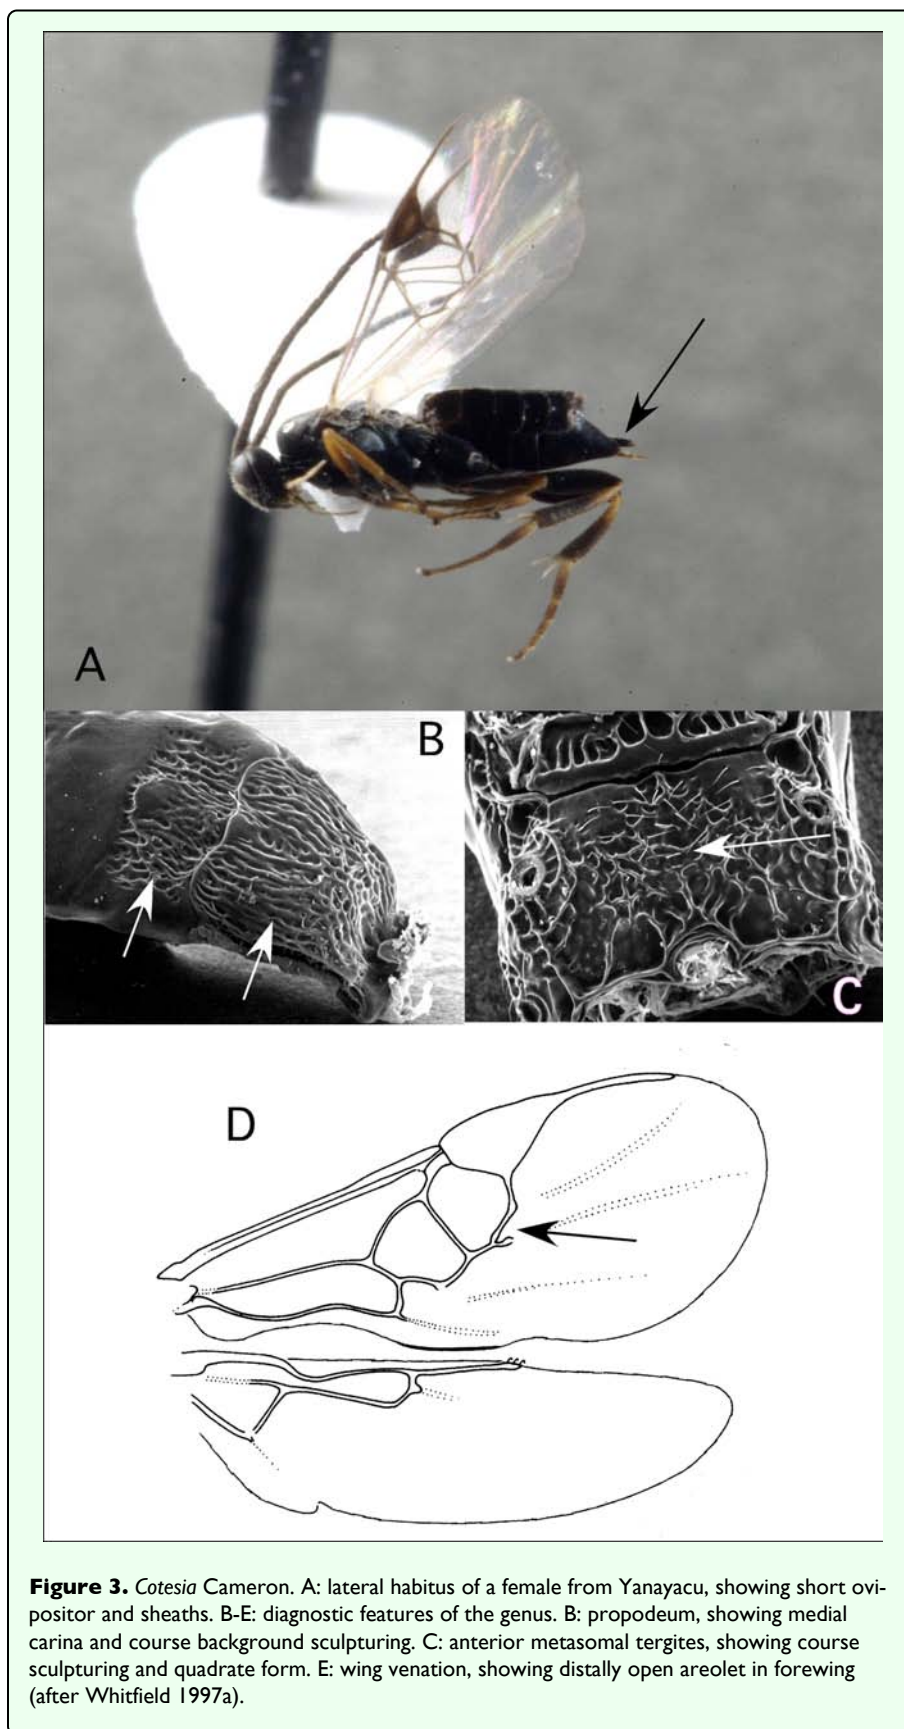 A
B
C
D
Figure 3. Cotesia Cameron. A: lateral habitus of a female from Yanayacu, showing short ovi-
positor and sheaths. B-E: diagnostic features of the genus. B: propodeum, showing medial
carina and course background sculpturing. C: anterior metasomal tergites, showing course
sculpturing and quadrate form. E: wing venation, showing distally open areolet in forewing
(after Whitfield 1997a).